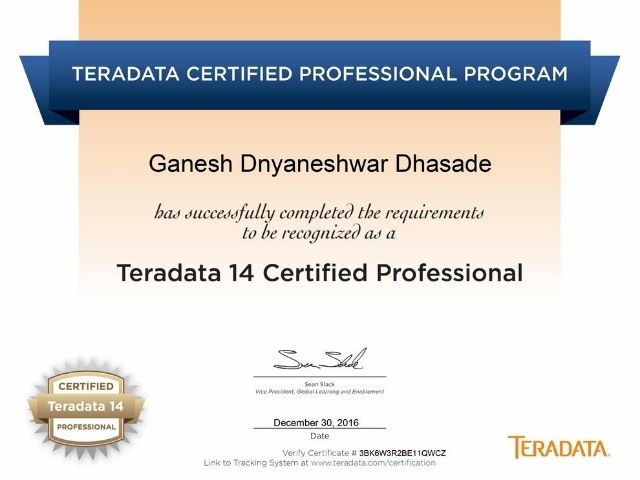 TERADATA CERTIFIED PROFESSIONAL PROGRAM
Ganesh Dnyaneshwar Dhasade
has successfully completed the requirements
to be recognized as a
Teradata 14 Certified Professional
Sean Slack
Sean Slack
Vice President, Global Learning and Enablement
CERTIFIED
Teradata 14
PROFESSIONAL
December 30, 2016
Date
Verify Certificate # 3BK6W3R2BE11QWCZ
Link to Tracking System at www.teradata.com/certification
TERADATA.